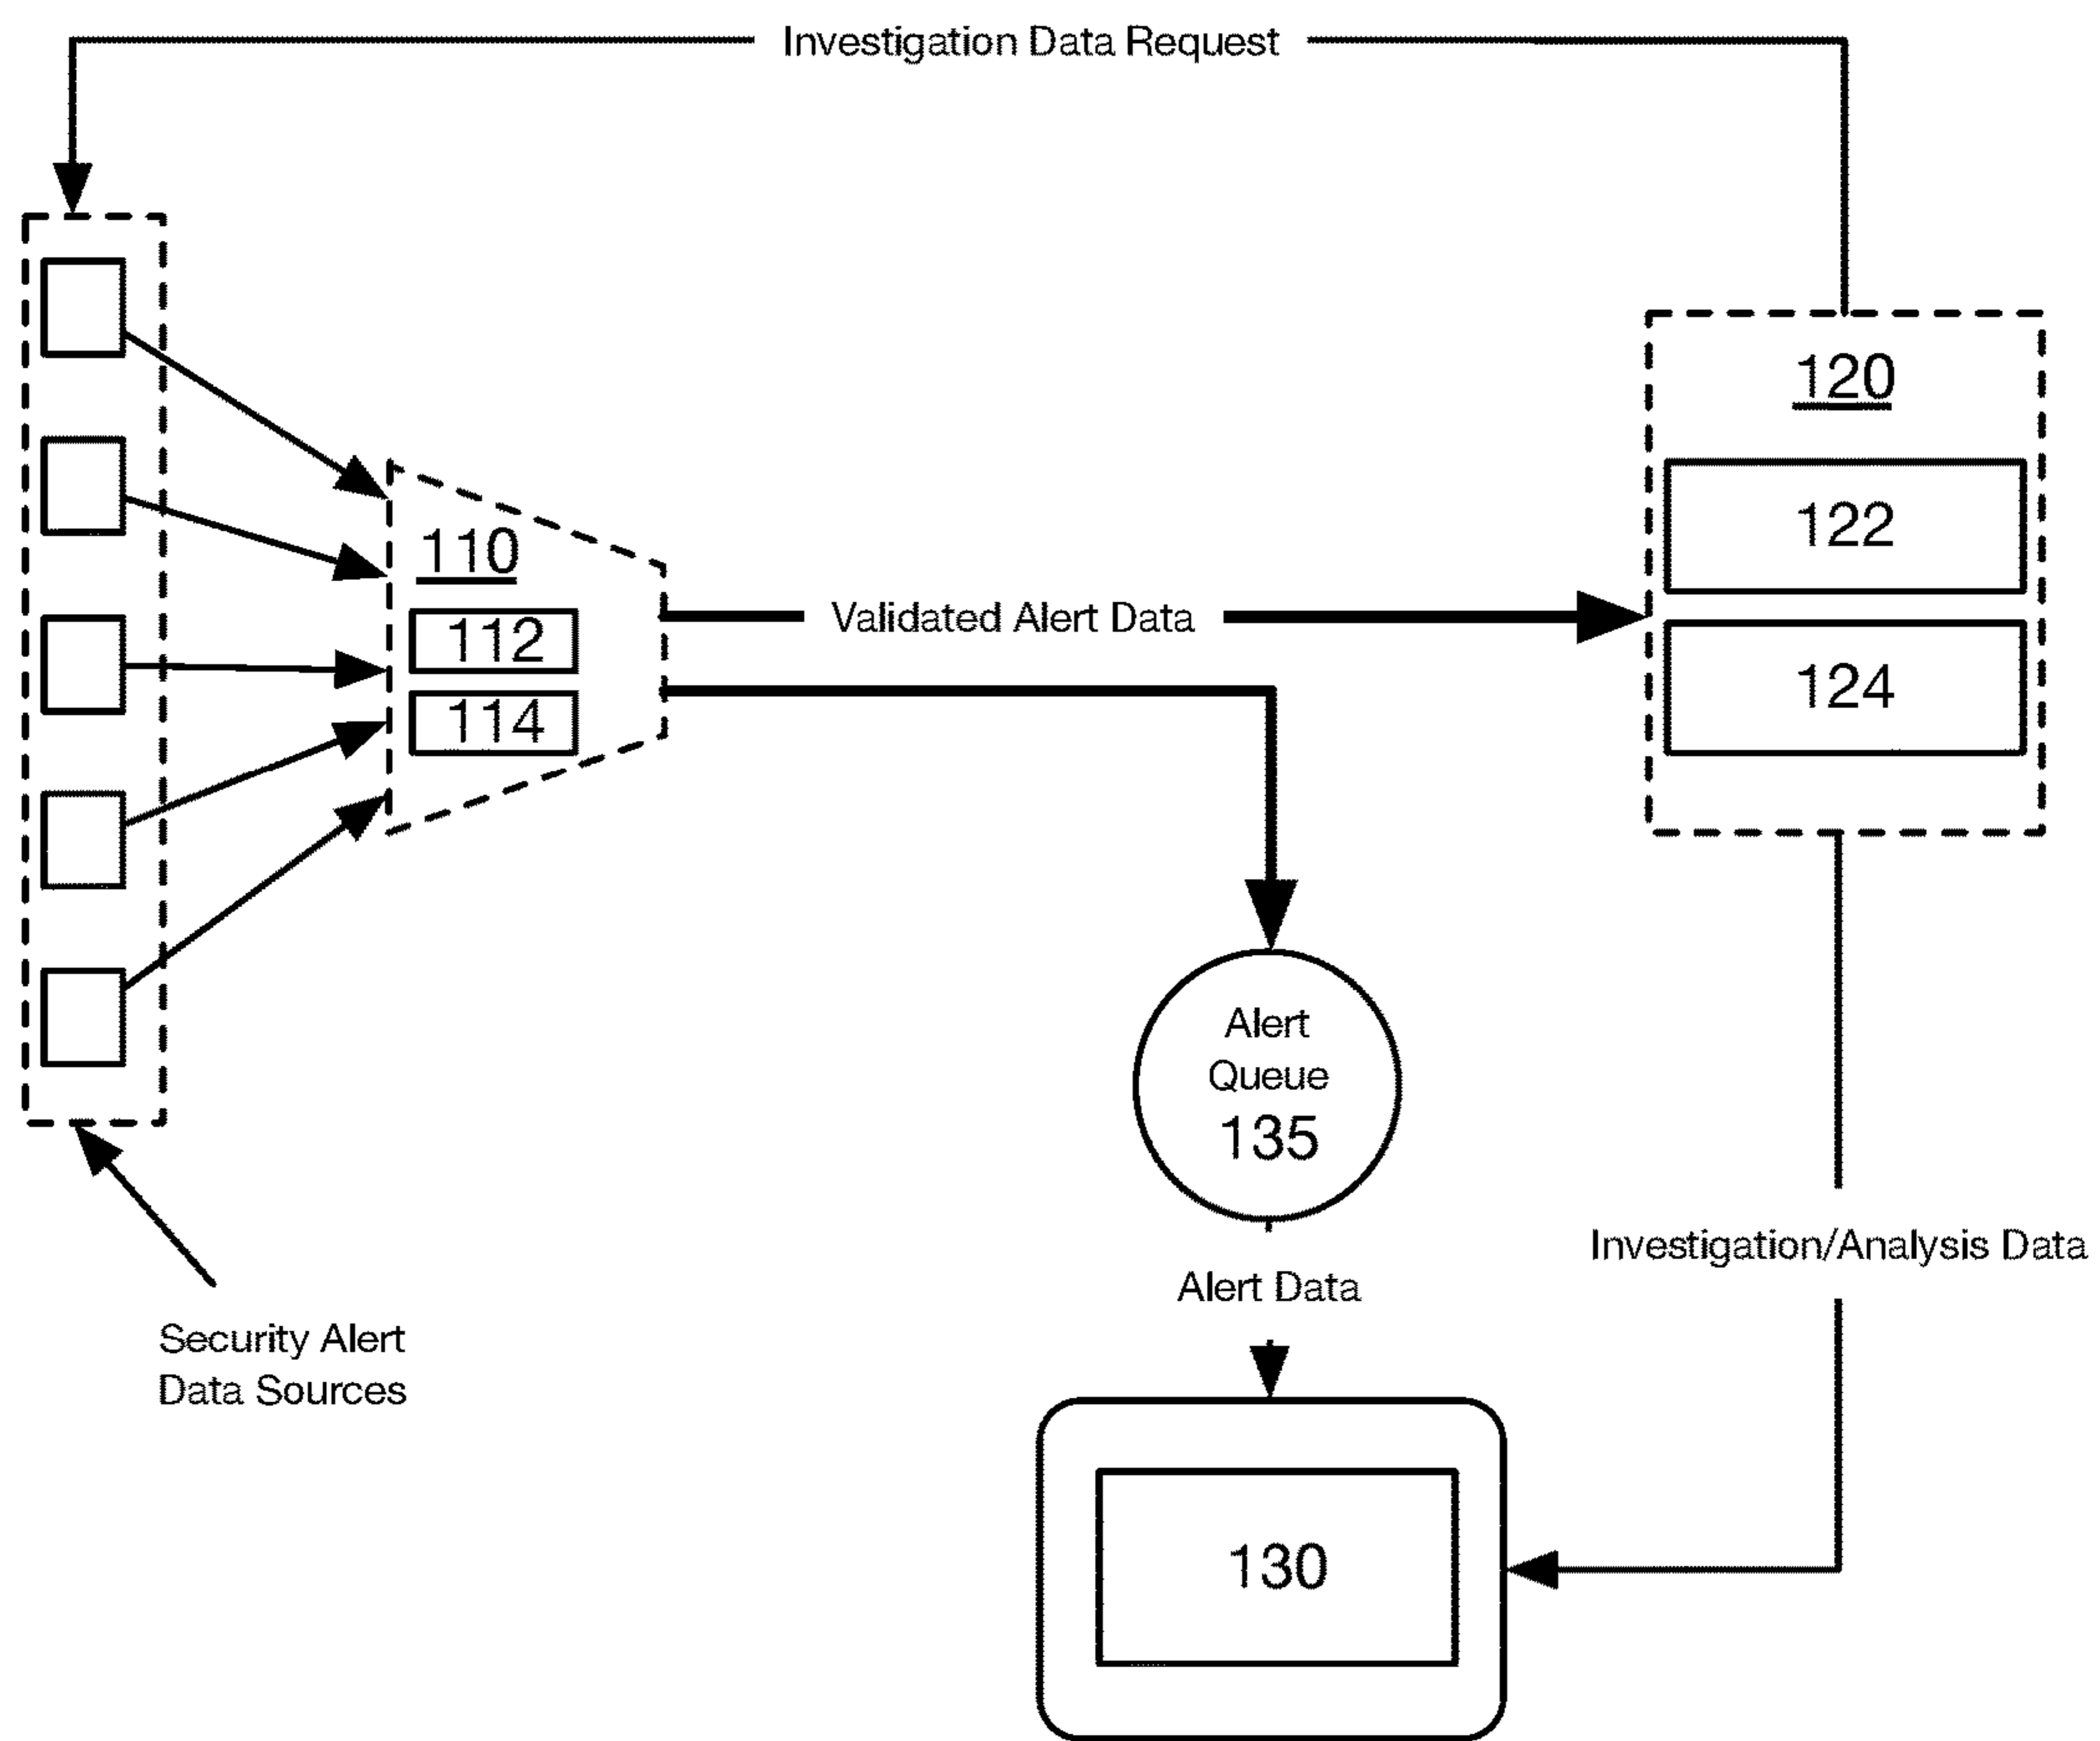 Investigation Data Request
120
122
110
Validated Alert Data
112
124
114
Alert
Queue
135
Investigation/Analysis Data
Alert Data
Security Alert
Data Sources
130